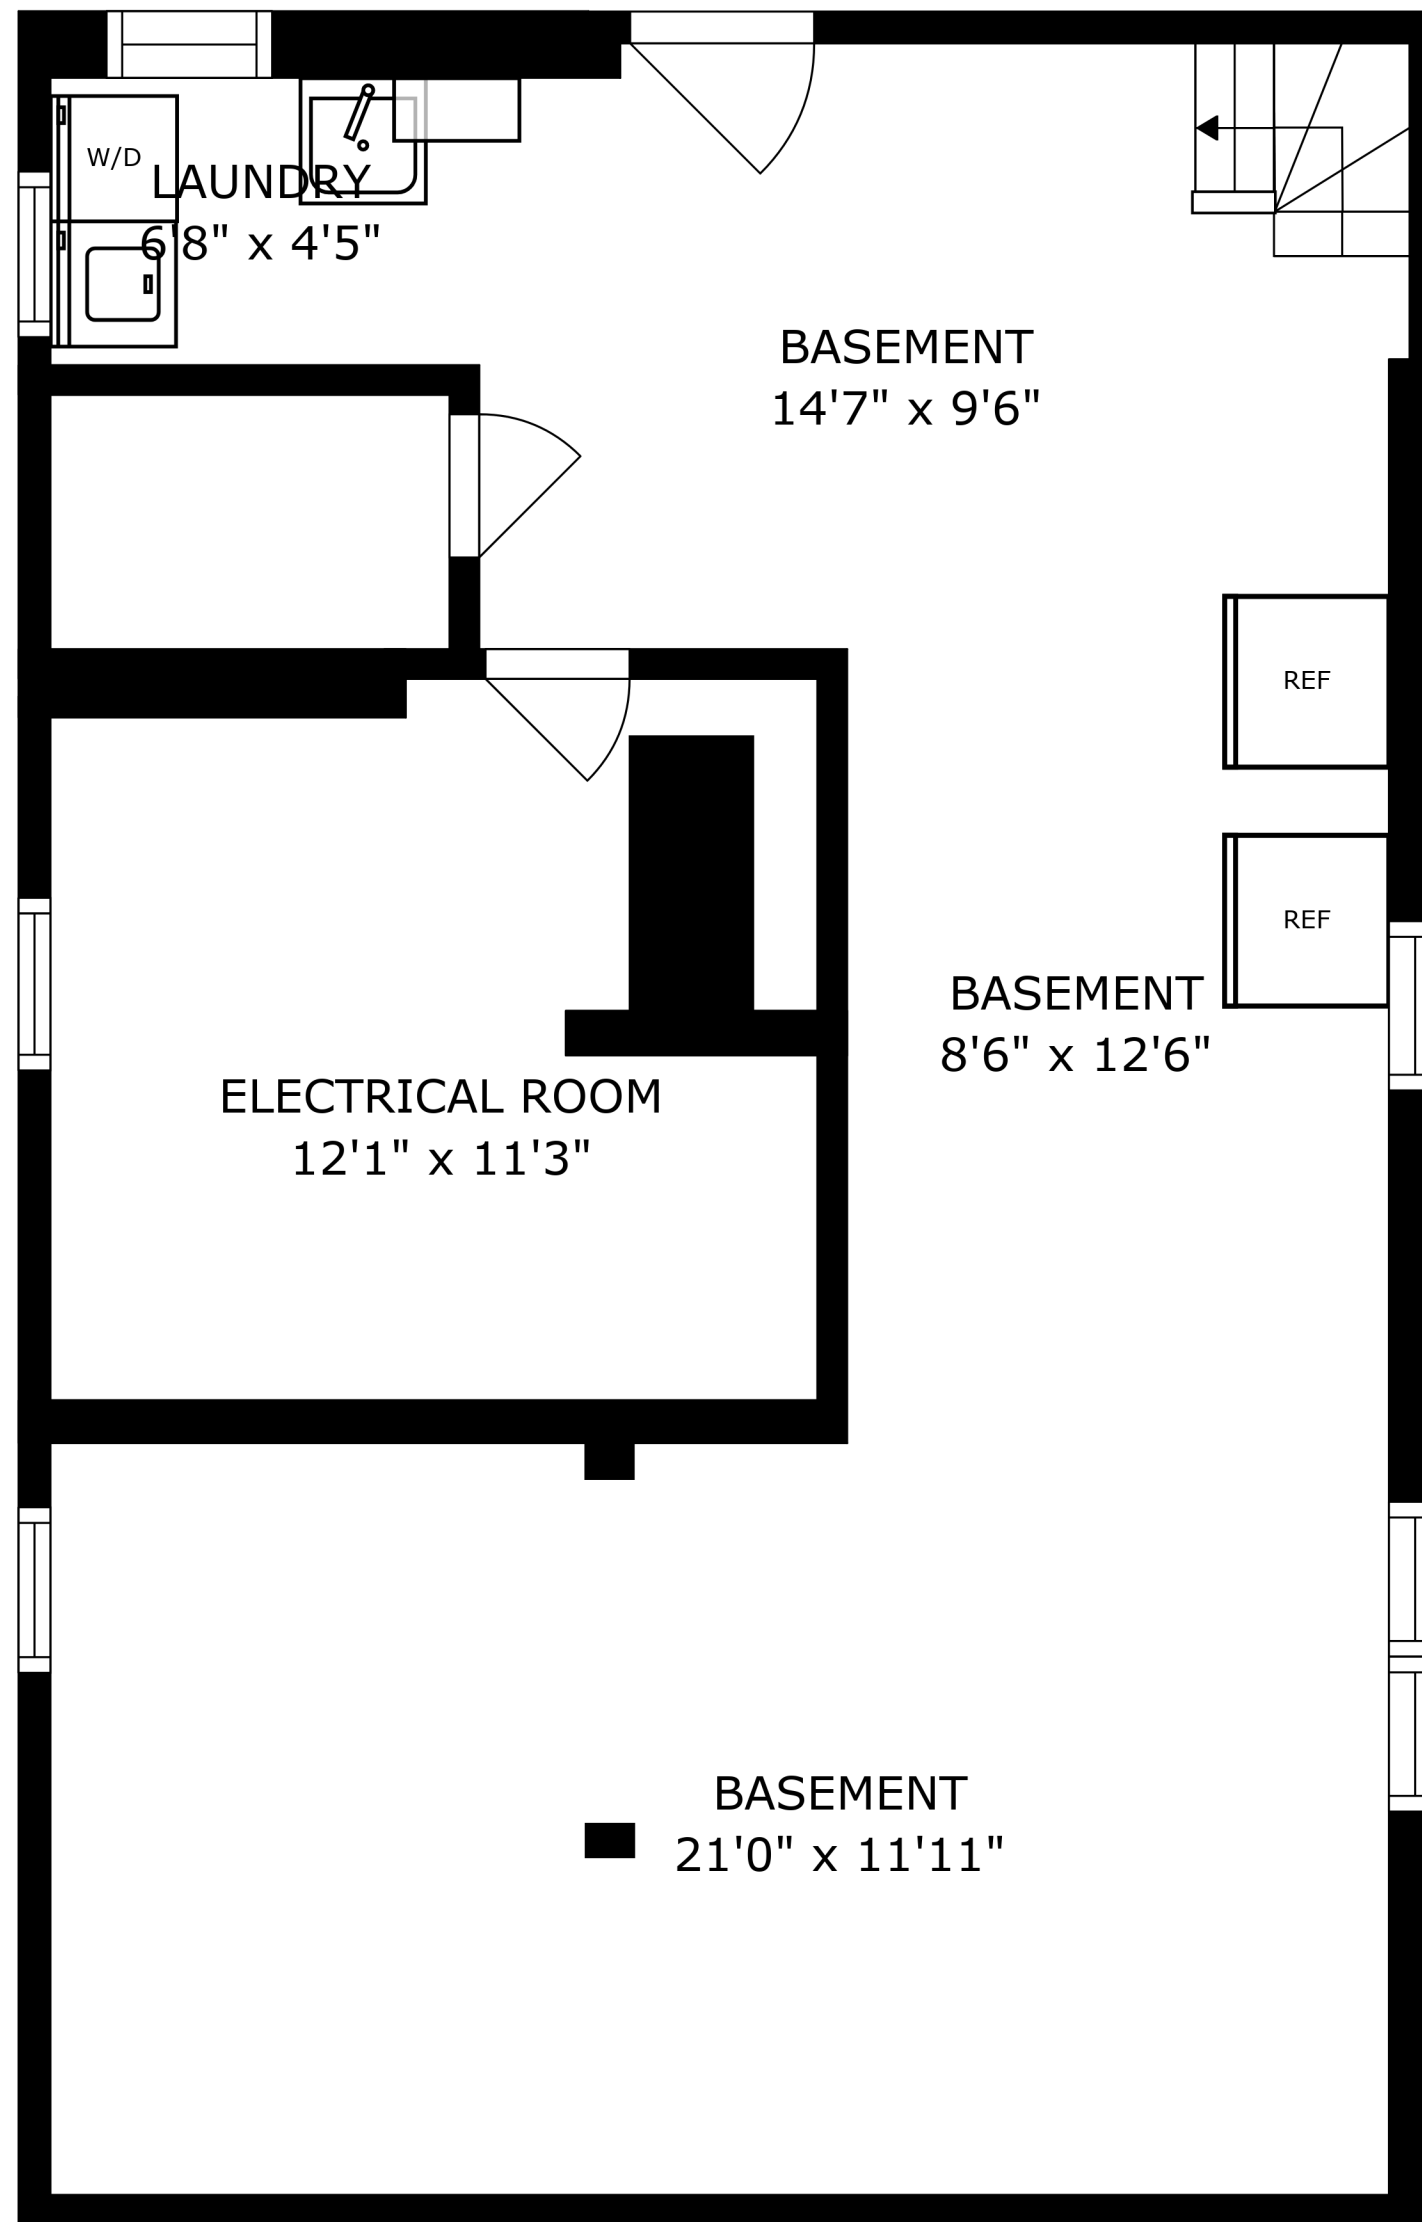 W/D
LAUNDRY
6'8" x 4'5"
BASEMENT
14'7" x 9'6"
REF
REF
BASEMENT
8'6" x 12'6"
ELECTRICAL ROOM
12'1" x 11'3"
BASEMENT
21'0" x 11'11"